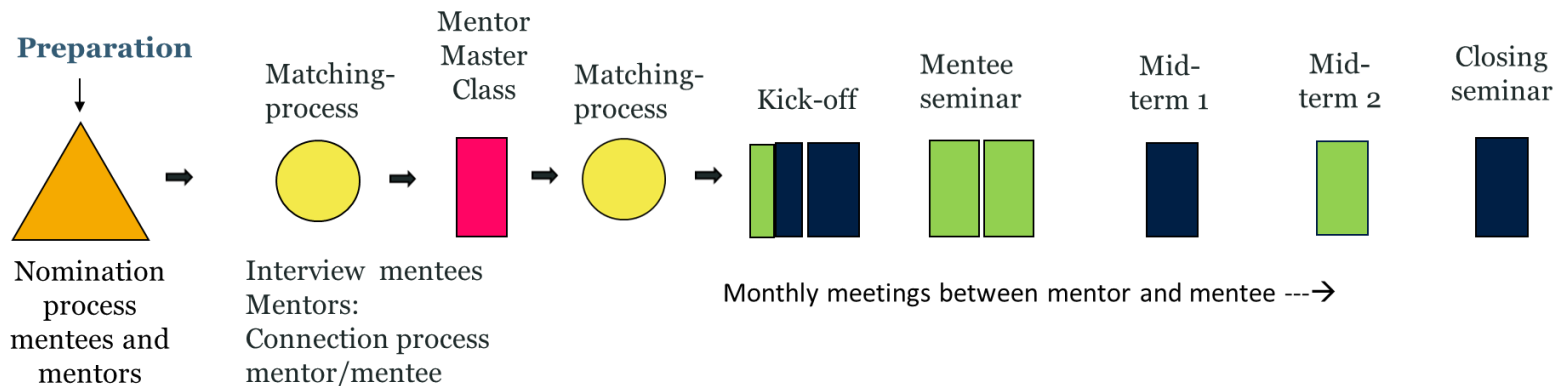 Preparation
Nomination
process
mentees and
mentors
Matching-
process
Interview mentees
Mentors:
Connection process
mentor/mentee
Mentor
Master
Class
Matching-
process
Kick-off
Mentee
seminar
Mid-
term 1
Mid-
term 2
Closing
seminar
Monthly meetings between mentor and mentee ---→